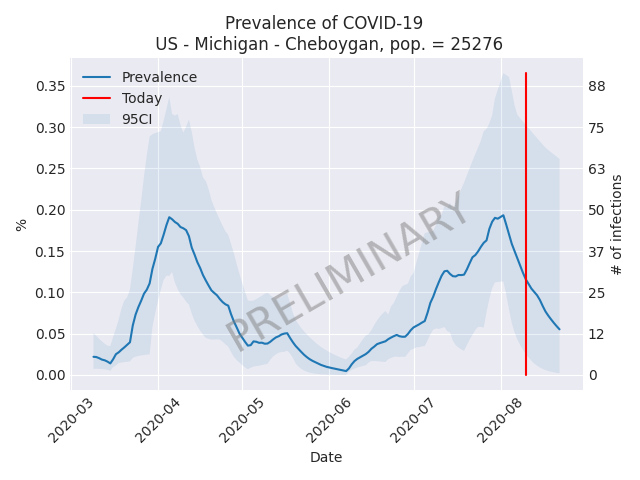 Prevalence of COVID-19
US - Michigan - Cheboygan, pop. = 25276
Prevalence
Today
95CI
PRELIMINARY
%
0.35
0.30
0.25
0.20
0.15
0.10
0.05
0.00
88
75
63
50
37
25
12
0
# of infections
2020-03
2020-04
2020-05
2020-06
2020-07
2020-08
Date